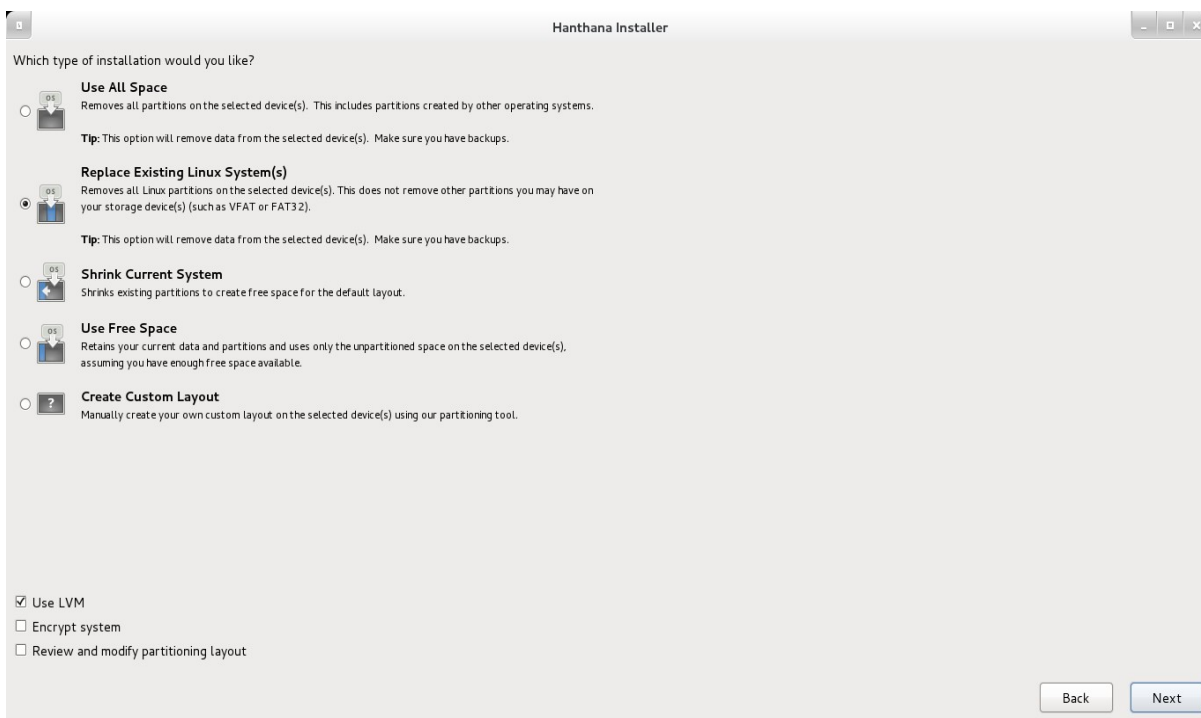 Hanthana Installer
Which type of installation would you like?
OS
Use All Space
Removes all partitions on the selected device(s). This includes partitions created by other operating systems.
Tip: This option will remove data from the selected device(s). Make sure you have backups.
OS
Replace Existing Linux System(s)
Removes all Linux partitions on the selected device(s). This does not remove other partitions you may have on
your storage device(s) (such as VFAT or FAT32).
Tip: This option will remove data from the selected device(s). Make sure you have backups.
OS
Shrink Current System
Shrinks existing partitions to create free space for the default layout.
OS
Use Free Space
Retains your current data and partitions and uses only the unpartitioned space on the selected device(s),
assuming you have enough free space available.
?
Create Custom Layout
Manually create your own custom layout on the selected device(s) using our partitioning tool.
Use LVM
Encrypt system
Review and modify partitioning layout
Back
Next